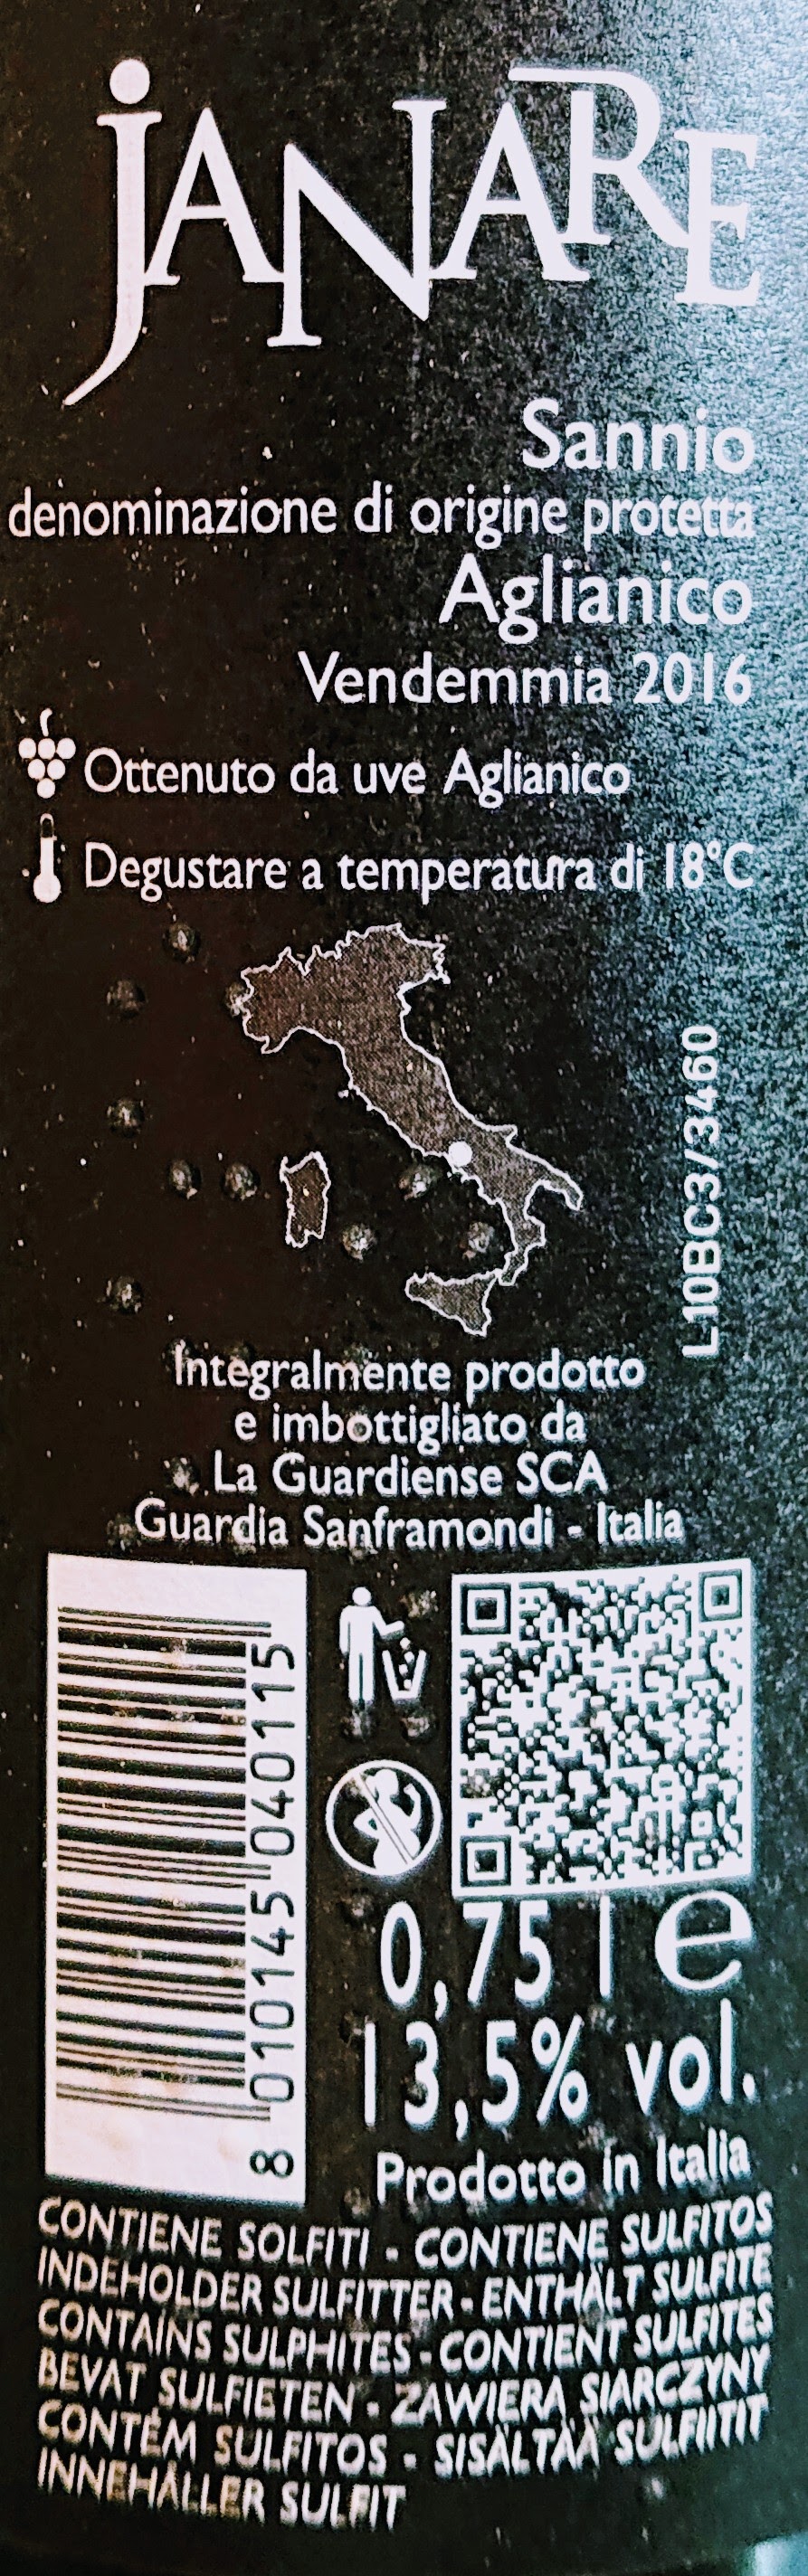 JANARE
Sannio
denominazione di origine protetta
Aglianico
Vendemmia 2016
Ottenuto da uve Aglianico
Degustare a temperatura di 18°C
L10BC3/3460
Integralmente prodotto
e imbottigliato da
La Guardiense SCA
Guardia Sanframondi - Italia
8 010145 040115
0,75 l e
13,5% vol.
Prodotto in Italia
CONTIENE SOLFITI - CONTIENE SULFITOS
INDEHOLDER SULFITTER - ENTHÄLT SULFITE
CONTAINS SULPHITES - CONTIENT SULFITES
BEVAT SULFIETEN - ZAWIERA SIARCZYNY
CONTÉM SULFITOS - SISÄLTÄÄ SULFIITIT
INNEHÅLLER SULFIT